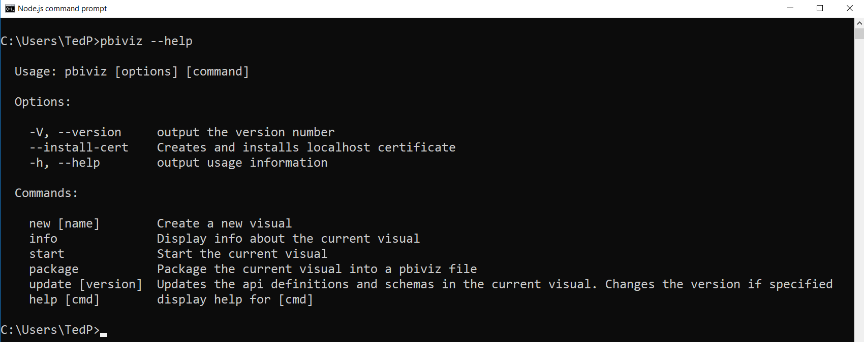 Node.js command prompt
C:\Users\TedP>pbiviz --help
Usage: pbiviz [options] [command]
Options:
-V, --version output the version number
--install-cert Creates and installs localhost certificate
-h, --help output usage information
Commands:
new [name] Create a new visual
info Display info about the current visual
start Start the current visual
package Package the current visual into a pbiviz file
update [version] Updates the api definitions and schemas in the current visual. Changes the version if specified
help [cmd] display help for [cmd]
C:\Users\TedP>